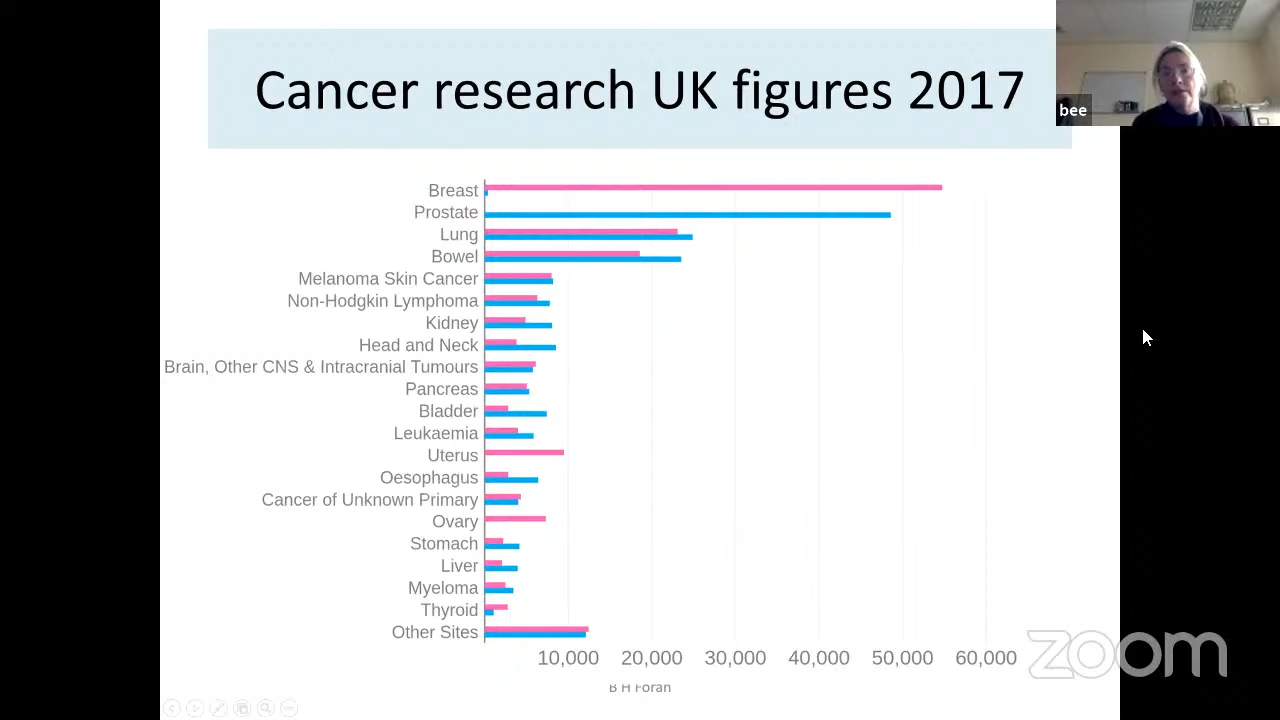 Cancer research UK figures 2017
bee
Breast
Prostate
Lung
Bowel
Melanoma Skin Cancer
Non-Hodgkin Lymphoma
Kidney
Head and Neck
Brain, Other CNS & Intracranial Tumours
Pancreas
Bladder
Leukaemia
Uterus
Oesophagus
Cancer of Unknown Primary
Ovary
Stomach
Liver
Myeloma
Thyroid
Other Sites
10,000 20,000 30,000 40,000 50,000 60,000
B H Foran
zoom